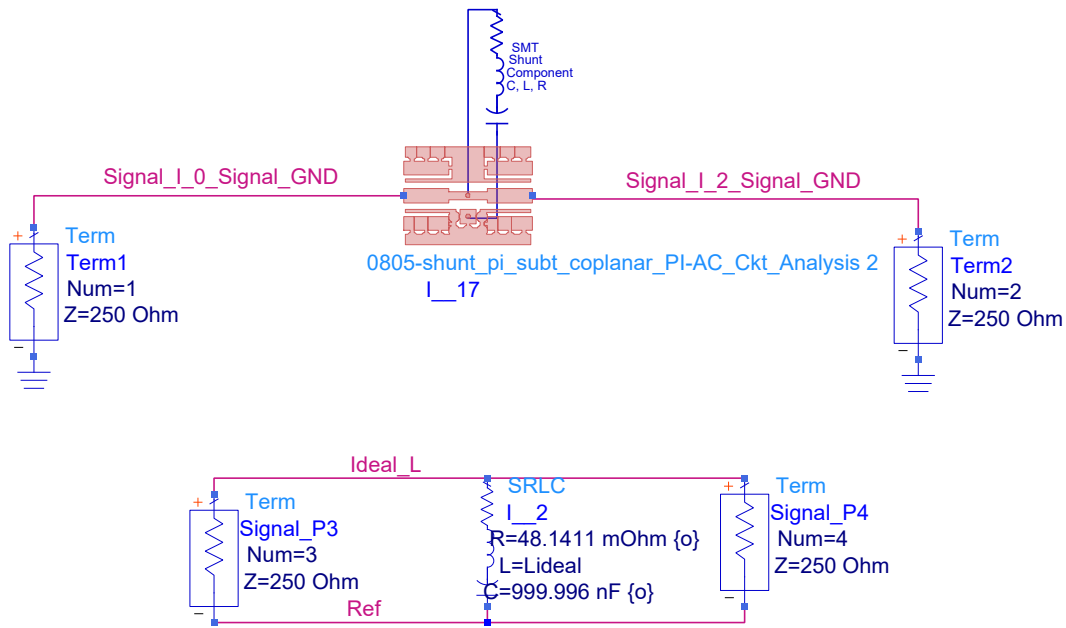 SMT
Shunt
Component
C, L, R
Signal_I_0_Signal_GND
Signal_I_2_Signal_GND
+
Term
Term1
Num=1
Z=250 Ohm
−
0805-shunt_pi_subt_coplanar_PI-AC_Ckt_Analysis 2
I__17
+
Term
Term2
Num=2
Z=250 Ohm
−
Ideal_L
+
Term
Signal_P3
Num=3
Z=250 Ohm
−
SRLC
I__2
R=48.1411 mOhm {o}
L=Lideal
C=999.996 nF {o}
+
Term
Signal_P4
Num=4
Z=250 Ohm
−
Ref